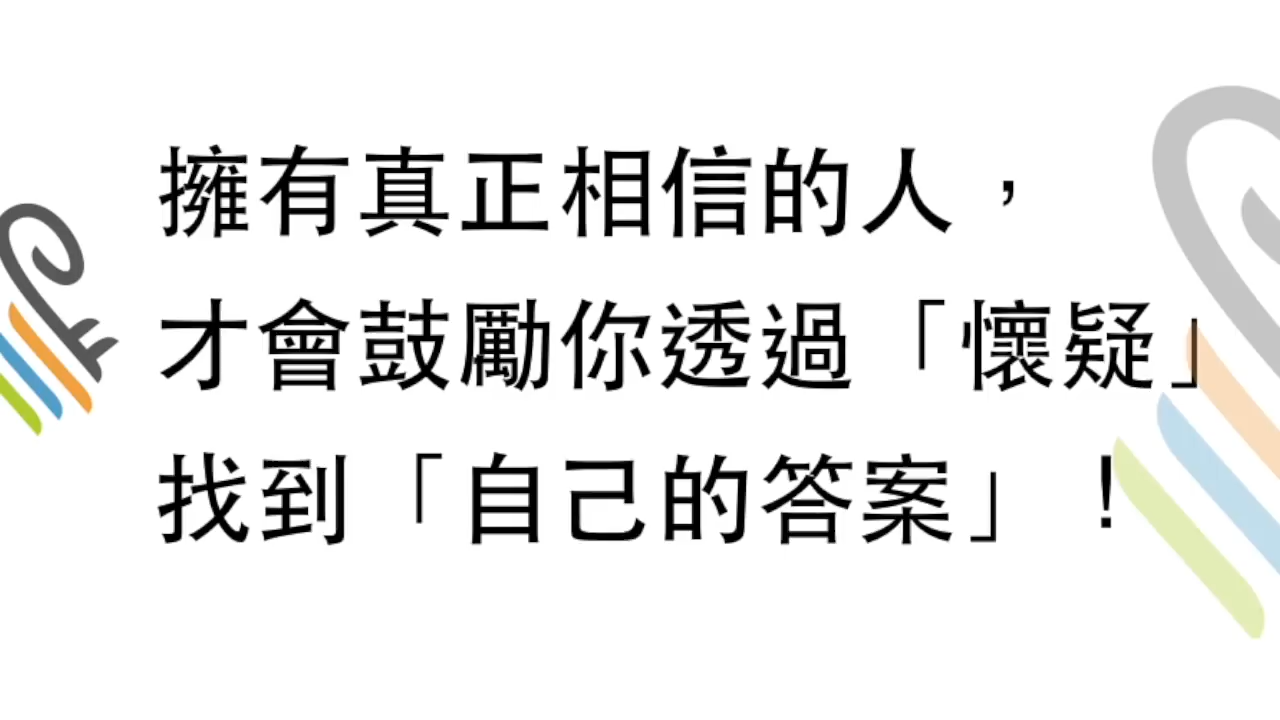 擁有真正相信的人，
才會鼓勵你透過「懷疑」
找到「自己的答案」！